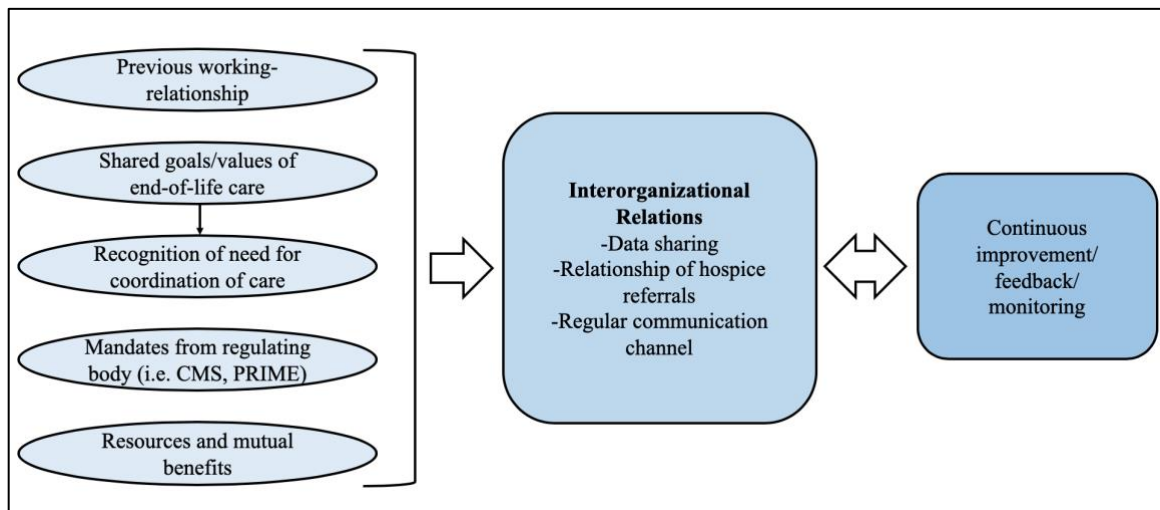 Previous working-
relationship
Shared goals/values of
end-of-life care
Recognition of need for
coordination of care
Mandates from regulating
body (i.e. CMS, PRIME)
Resources and mutual
benefits
Interorganizational
Relations
-Data sharing
-Relationship of hospice
referrals
-Regular communication
channel
Continuous
improvement/
feedback/
monitoring